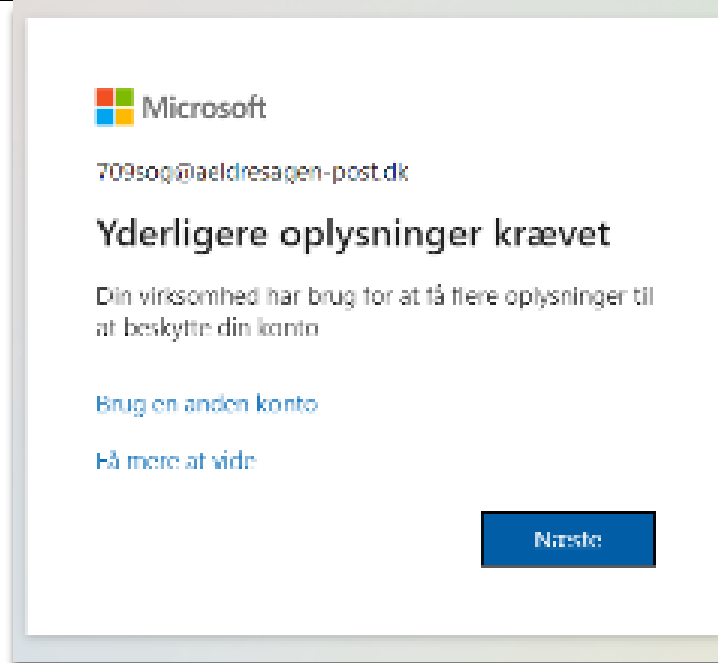 Microsoft
709sog@aeldresagen-post.dk
Yderligere oplysninger krævet
Din virksomhed har brug for at få flere oplysninger til
at beskytte din konto
Brug en anden konto
Få mere at vide
Næste